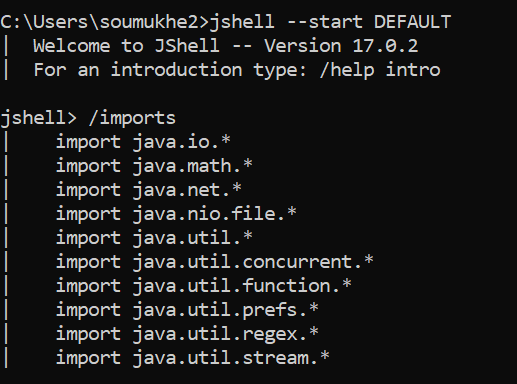 C:\Users\soumukhe2>jshell --start DEFAULT
|  Welcome to JShell -- Version 17.0.2
|  For an introduction type: /help intro
jshell> /imports
|    import java.io.*
|    import java.math.*
|    import java.net.*
|    import java.nio.file.*
|    import java.util.*
|    import java.util.concurrent.*
|    import java.util.function.*
|    import java.util.prefs.*
|    import java.util.regex.*
|    import java.util.stream.*